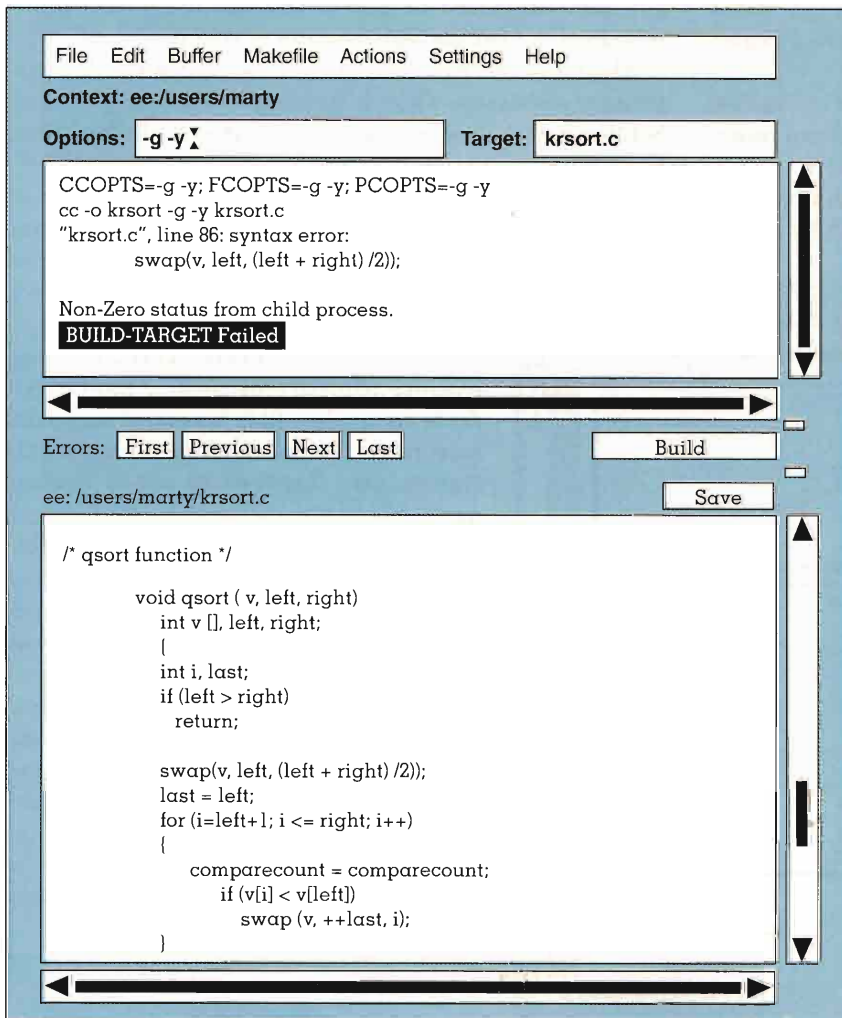 File Edit Buffer Makefile Actions Settings Help
Context: ee:/users/marty
Options: -g -y Target: krsort.c
CCOPTS=-g -y; FCOPTS=-g -y; PCOPTS=-g -y
cc -o krsort -g -y krsort.c
"krsort.c", line 86: syntax error:
swap(v, left, (left + right) /2));
Non-Zero status from child process.
BUILD-TARGET Failed
Errors: First Previous Next Last Build
ee: /users/marty/krsort.c Save
/* qsort function */
void qsort ( v, left, right)
int v [], left, right;
{
int i, last;
if (left > right)
return;
swap(v, left, (left + right) /2));
last = left;
for (i=left+1; i <= right; i++)
{
comparecount = comparecount;
if (v[i] < v[left])
swap (v, ++last, i);
}